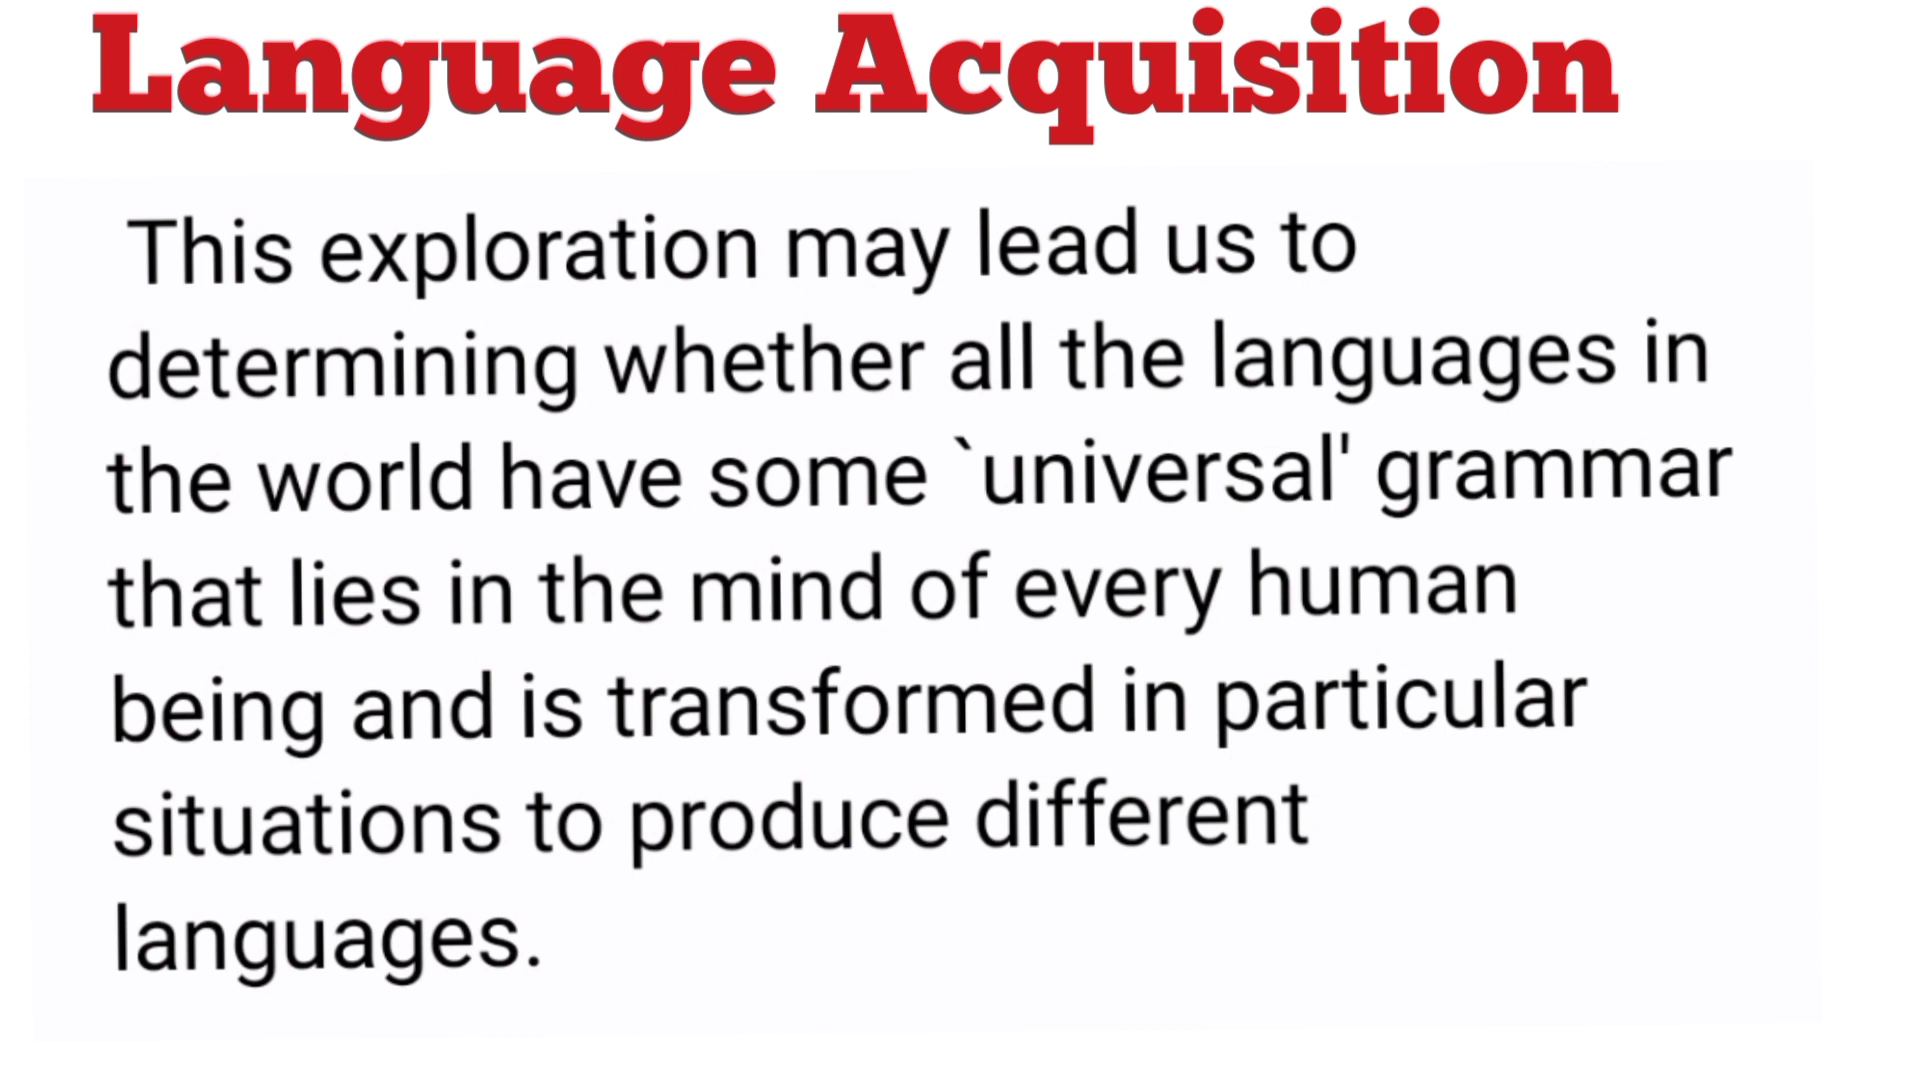 Language Acquisition
This exploration may lead us to
determining whether all the languages in
the world have some `universal' grammar
that lies in the mind of every human
being and is transformed in particular
situations to produce different
languages.